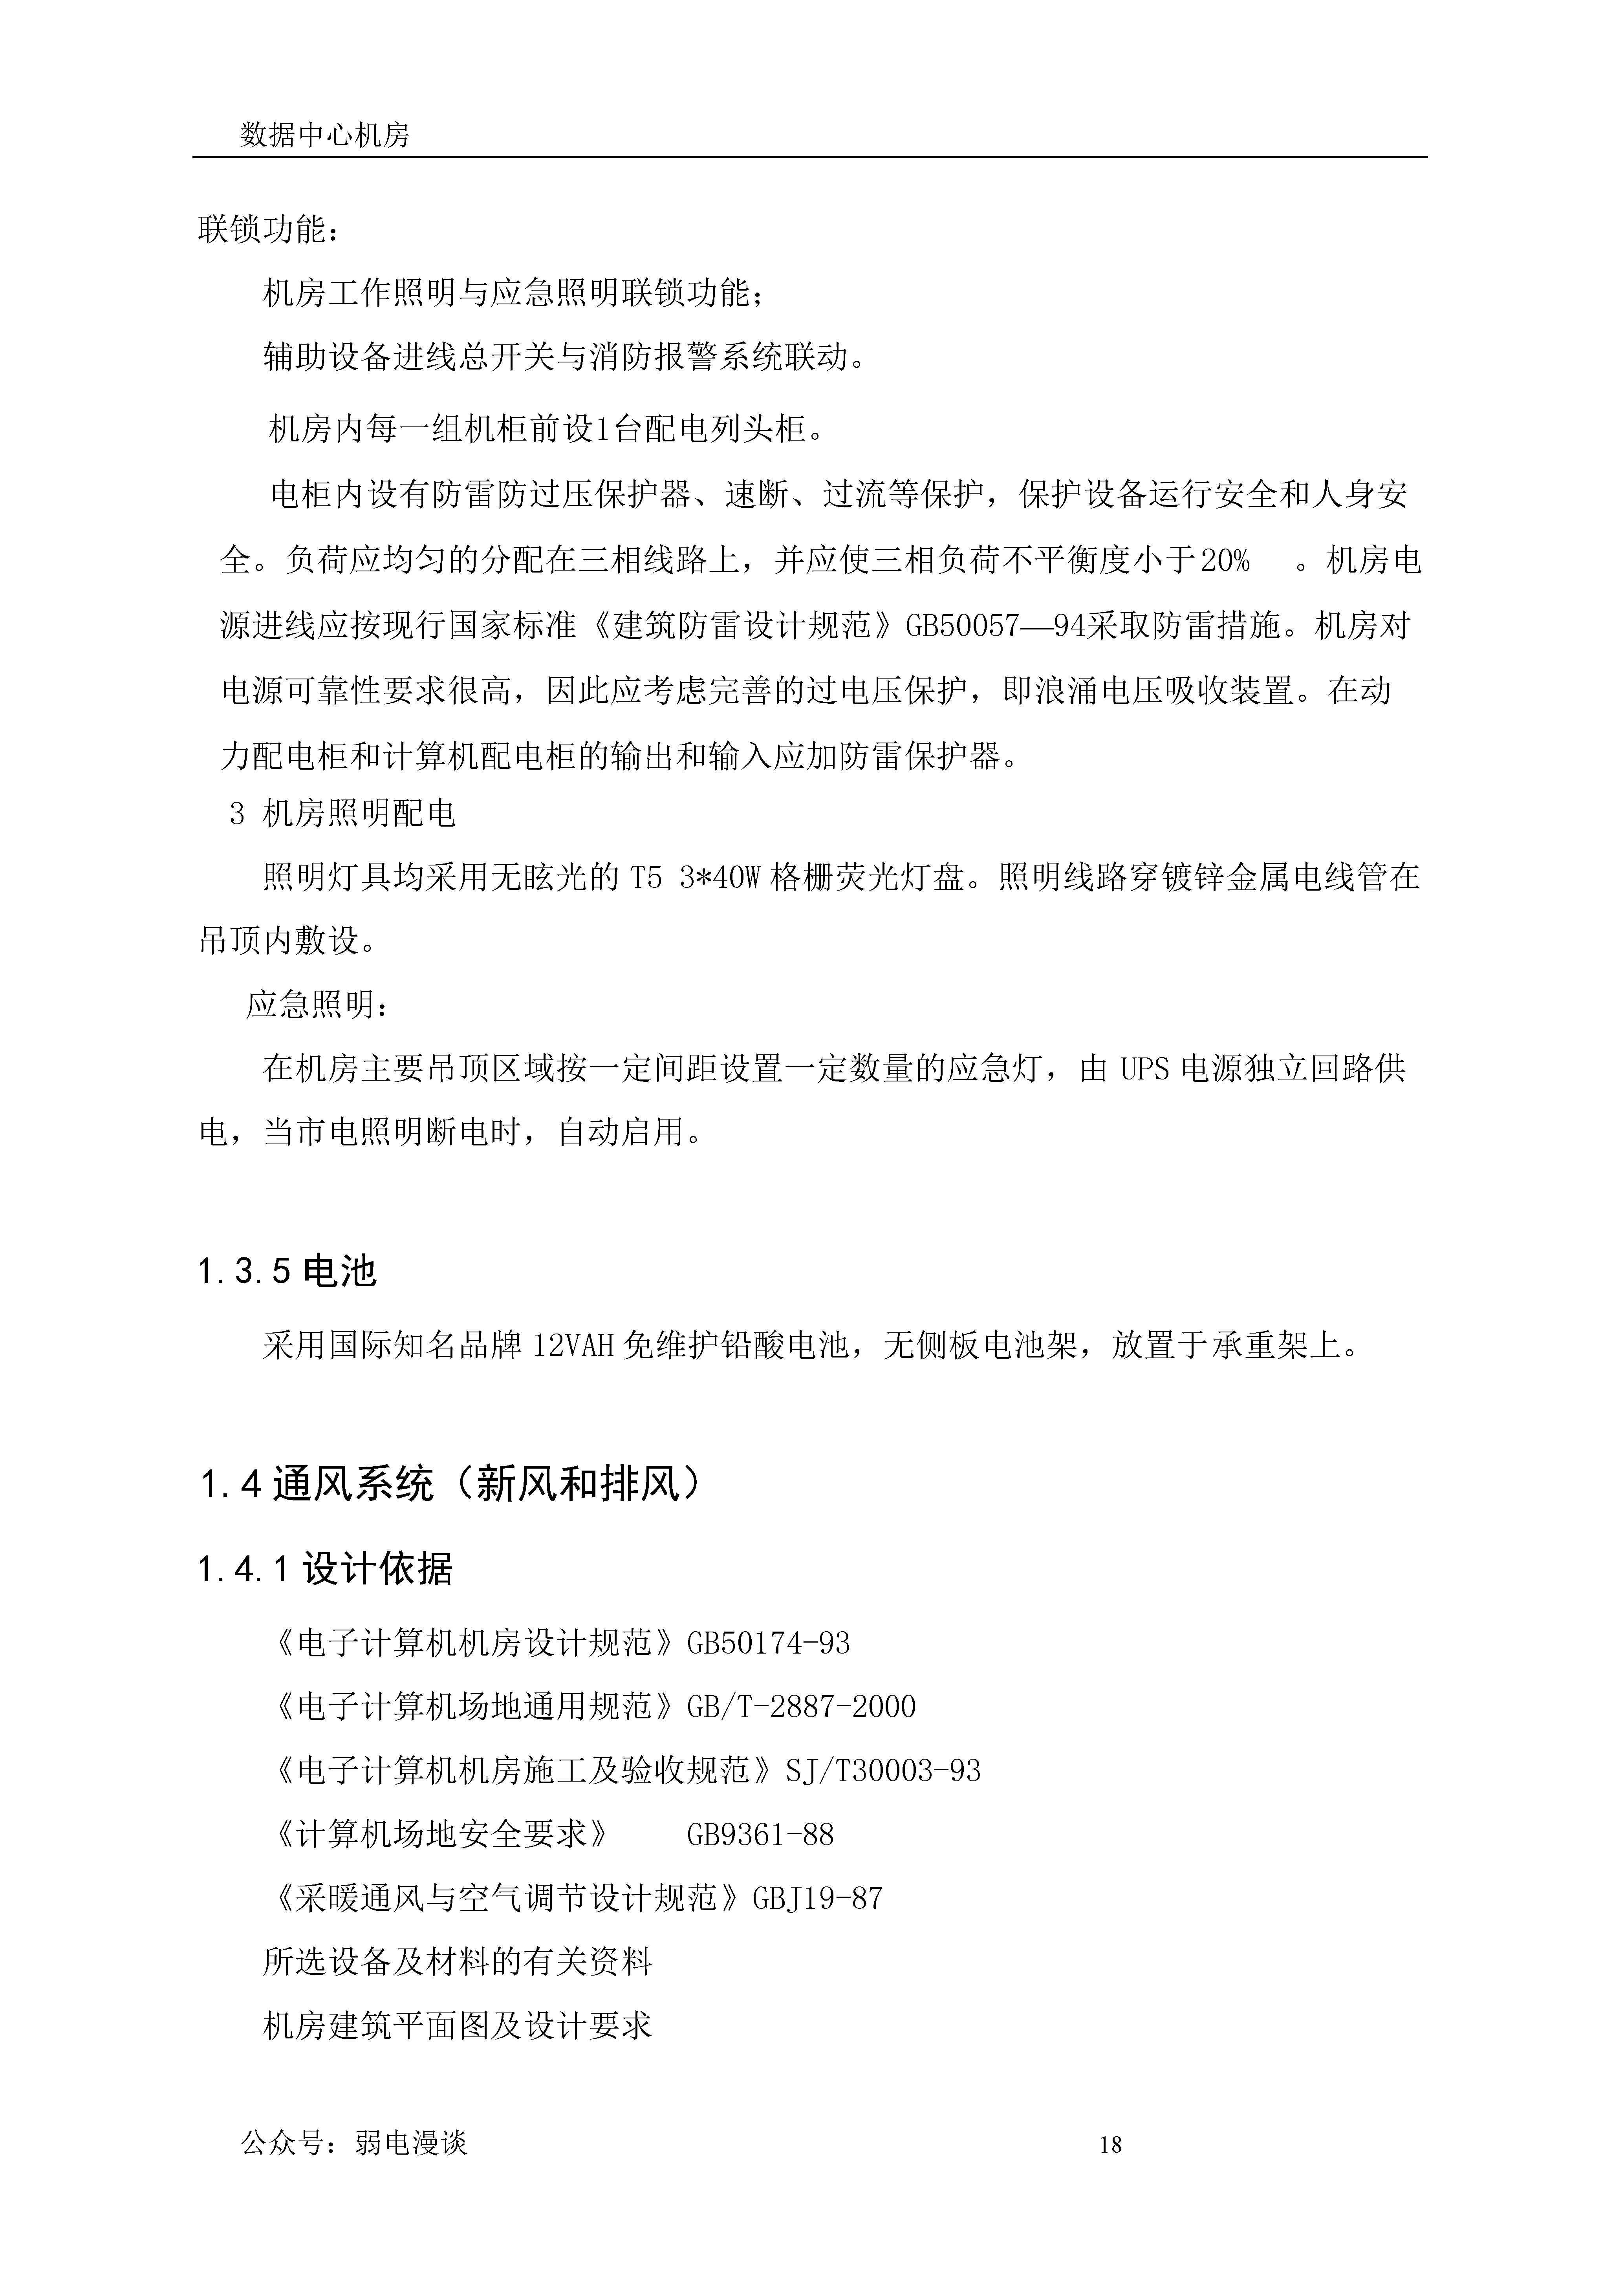 数据中心机房
联锁功能：
机房工作照明与应急照明联锁功能；
辅助设备进线总开关与消防报警系统联动。
机房内每一组机柜前设1台配电列头柜。
电柜内设有防雷防过压保护器、速断、过流等保护，保护设备运行安全和人身安
全。负荷应均匀的分配在三相线路上，并应使三相负荷不平衡度小于20%　。机房电
源进线应按现行国家标准《建筑防雷设计规范》GB50057—94采取防雷措施。机房对
电源可靠性要求很高，因此应考虑完善的过电压保护，即浪涌电压吸收装置。在动
力配电柜和计算机配电柜的输出和输入应加防雷保护器。
3 机房照明配电
照明灯具均采用无眩光的 T5 3*40W 格栅荧光灯盘。照明线路穿镀锌金属电线管在
吊顶内敷设。
应急照明：
在机房主要吊顶区域按一定间距设置一定数量的应急灯，由 UPS 电源独立回路供
电，当市电照明断电时，自动启用。
1.3.5 电池
采用国际知名品牌 12VAH 免维护铅酸电池，无侧板电池架，放置于承重架上。
1.4 通风系统（新风和排风）
1.4.1 设计依据
《电子计算机机房设计规范》GB50174-93
《电子计算机场地通用规范》GB/T-2887-2000
《电子计算机机房施工及验收规范》SJ/T30003-93
《计算机场地安全要求》　　GB9361-88
《采暖通风与空气调节设计规范》GBJ19-87
所选设备及材料的有关资料
机房建筑平面图及设计要求
公众号：弱电漫谈 18